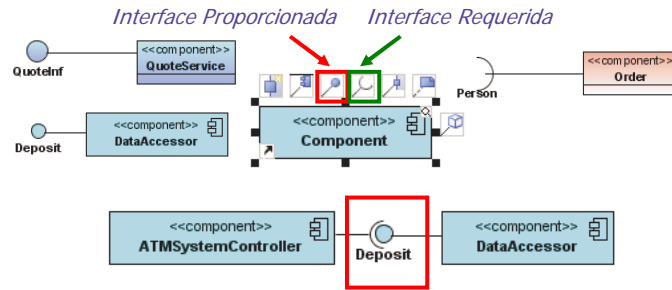 Interface Proporcionada Interface Requerida
<<component>>
QuoteService
QuoteInf
<<component>>
Order
Person
<<component>>
DataAccessor
Deposit
<<component>>
Component
<<component>>
ATMSystemController
Deposit
<<component>>
DataAccessor